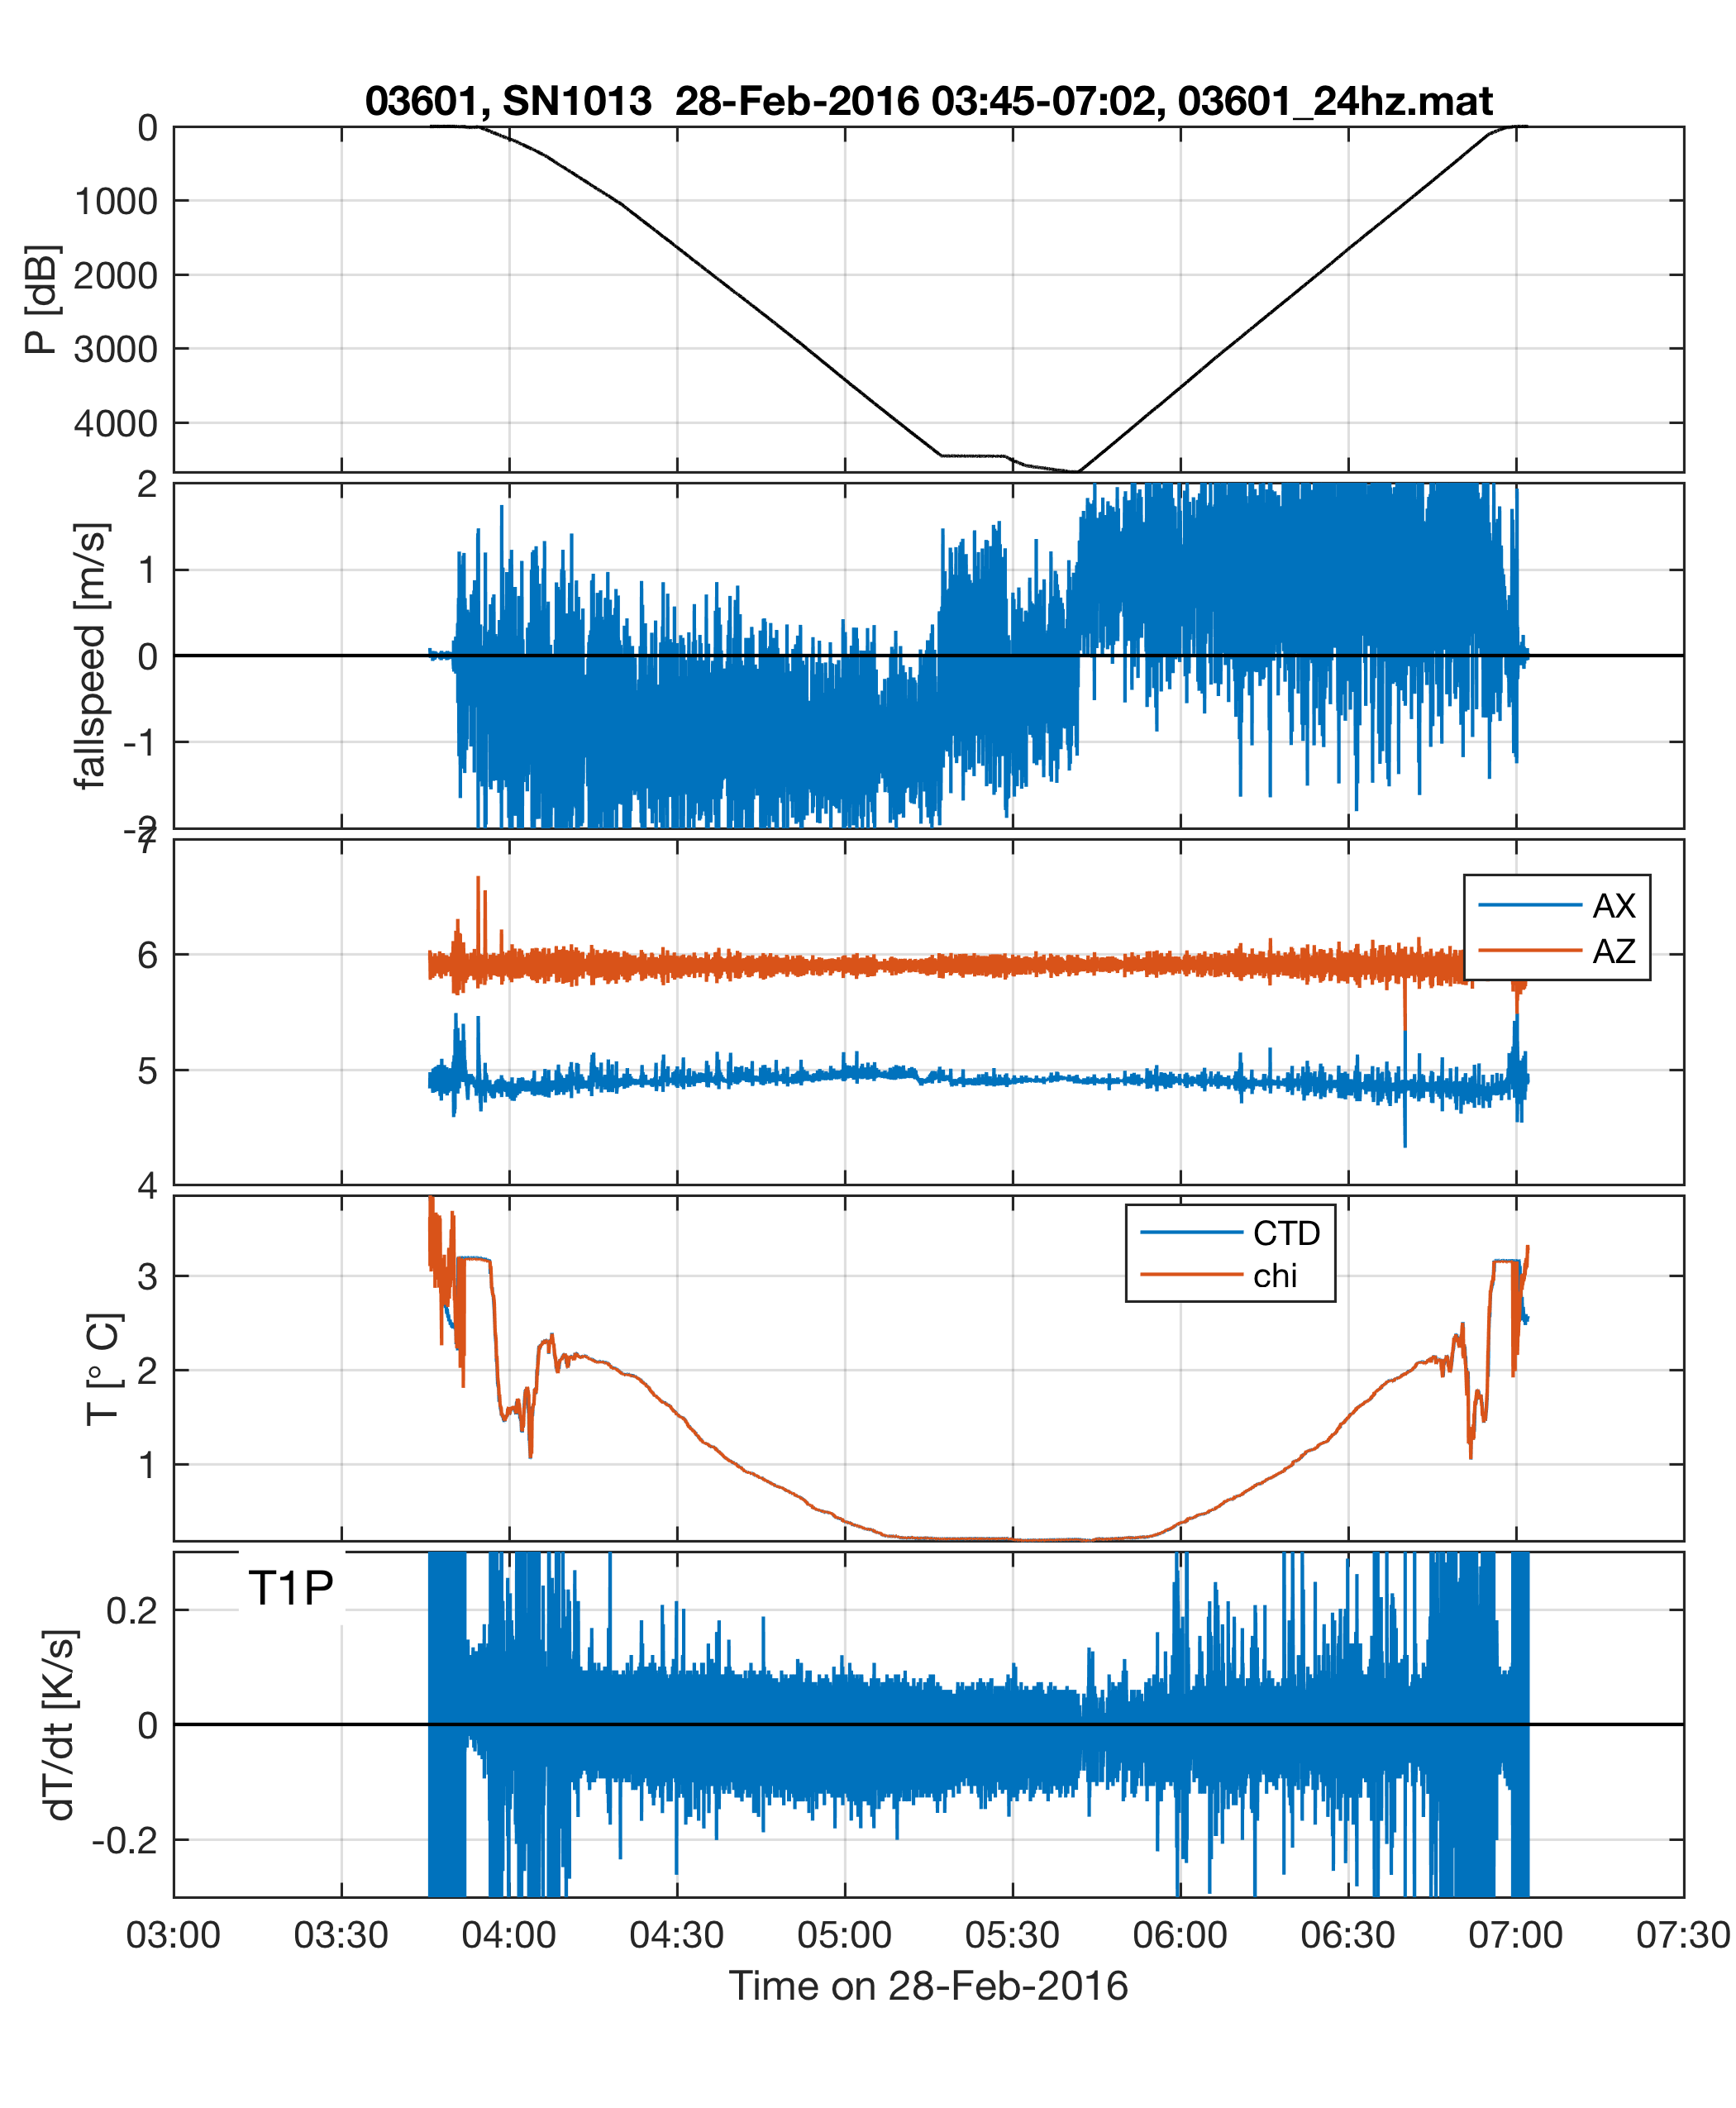 03601, SN1013  28-Feb-2016 03:45-07:02, 03601_24hz.mat
0
1000
2000
3000
4000
P [dB]
2
1
0
-1
-2
fallspeed [m/s]
7
6
5
4
AX
AZ
3
2
1
T [° C]
CTD
chi
T1P
0.2
0
-0.2
dT/dt [K/s]
03:00 03:30 04:00 04:30 05:00 05:30 06:00 06:30 07:00 07:30
Time on 28-Feb-2016